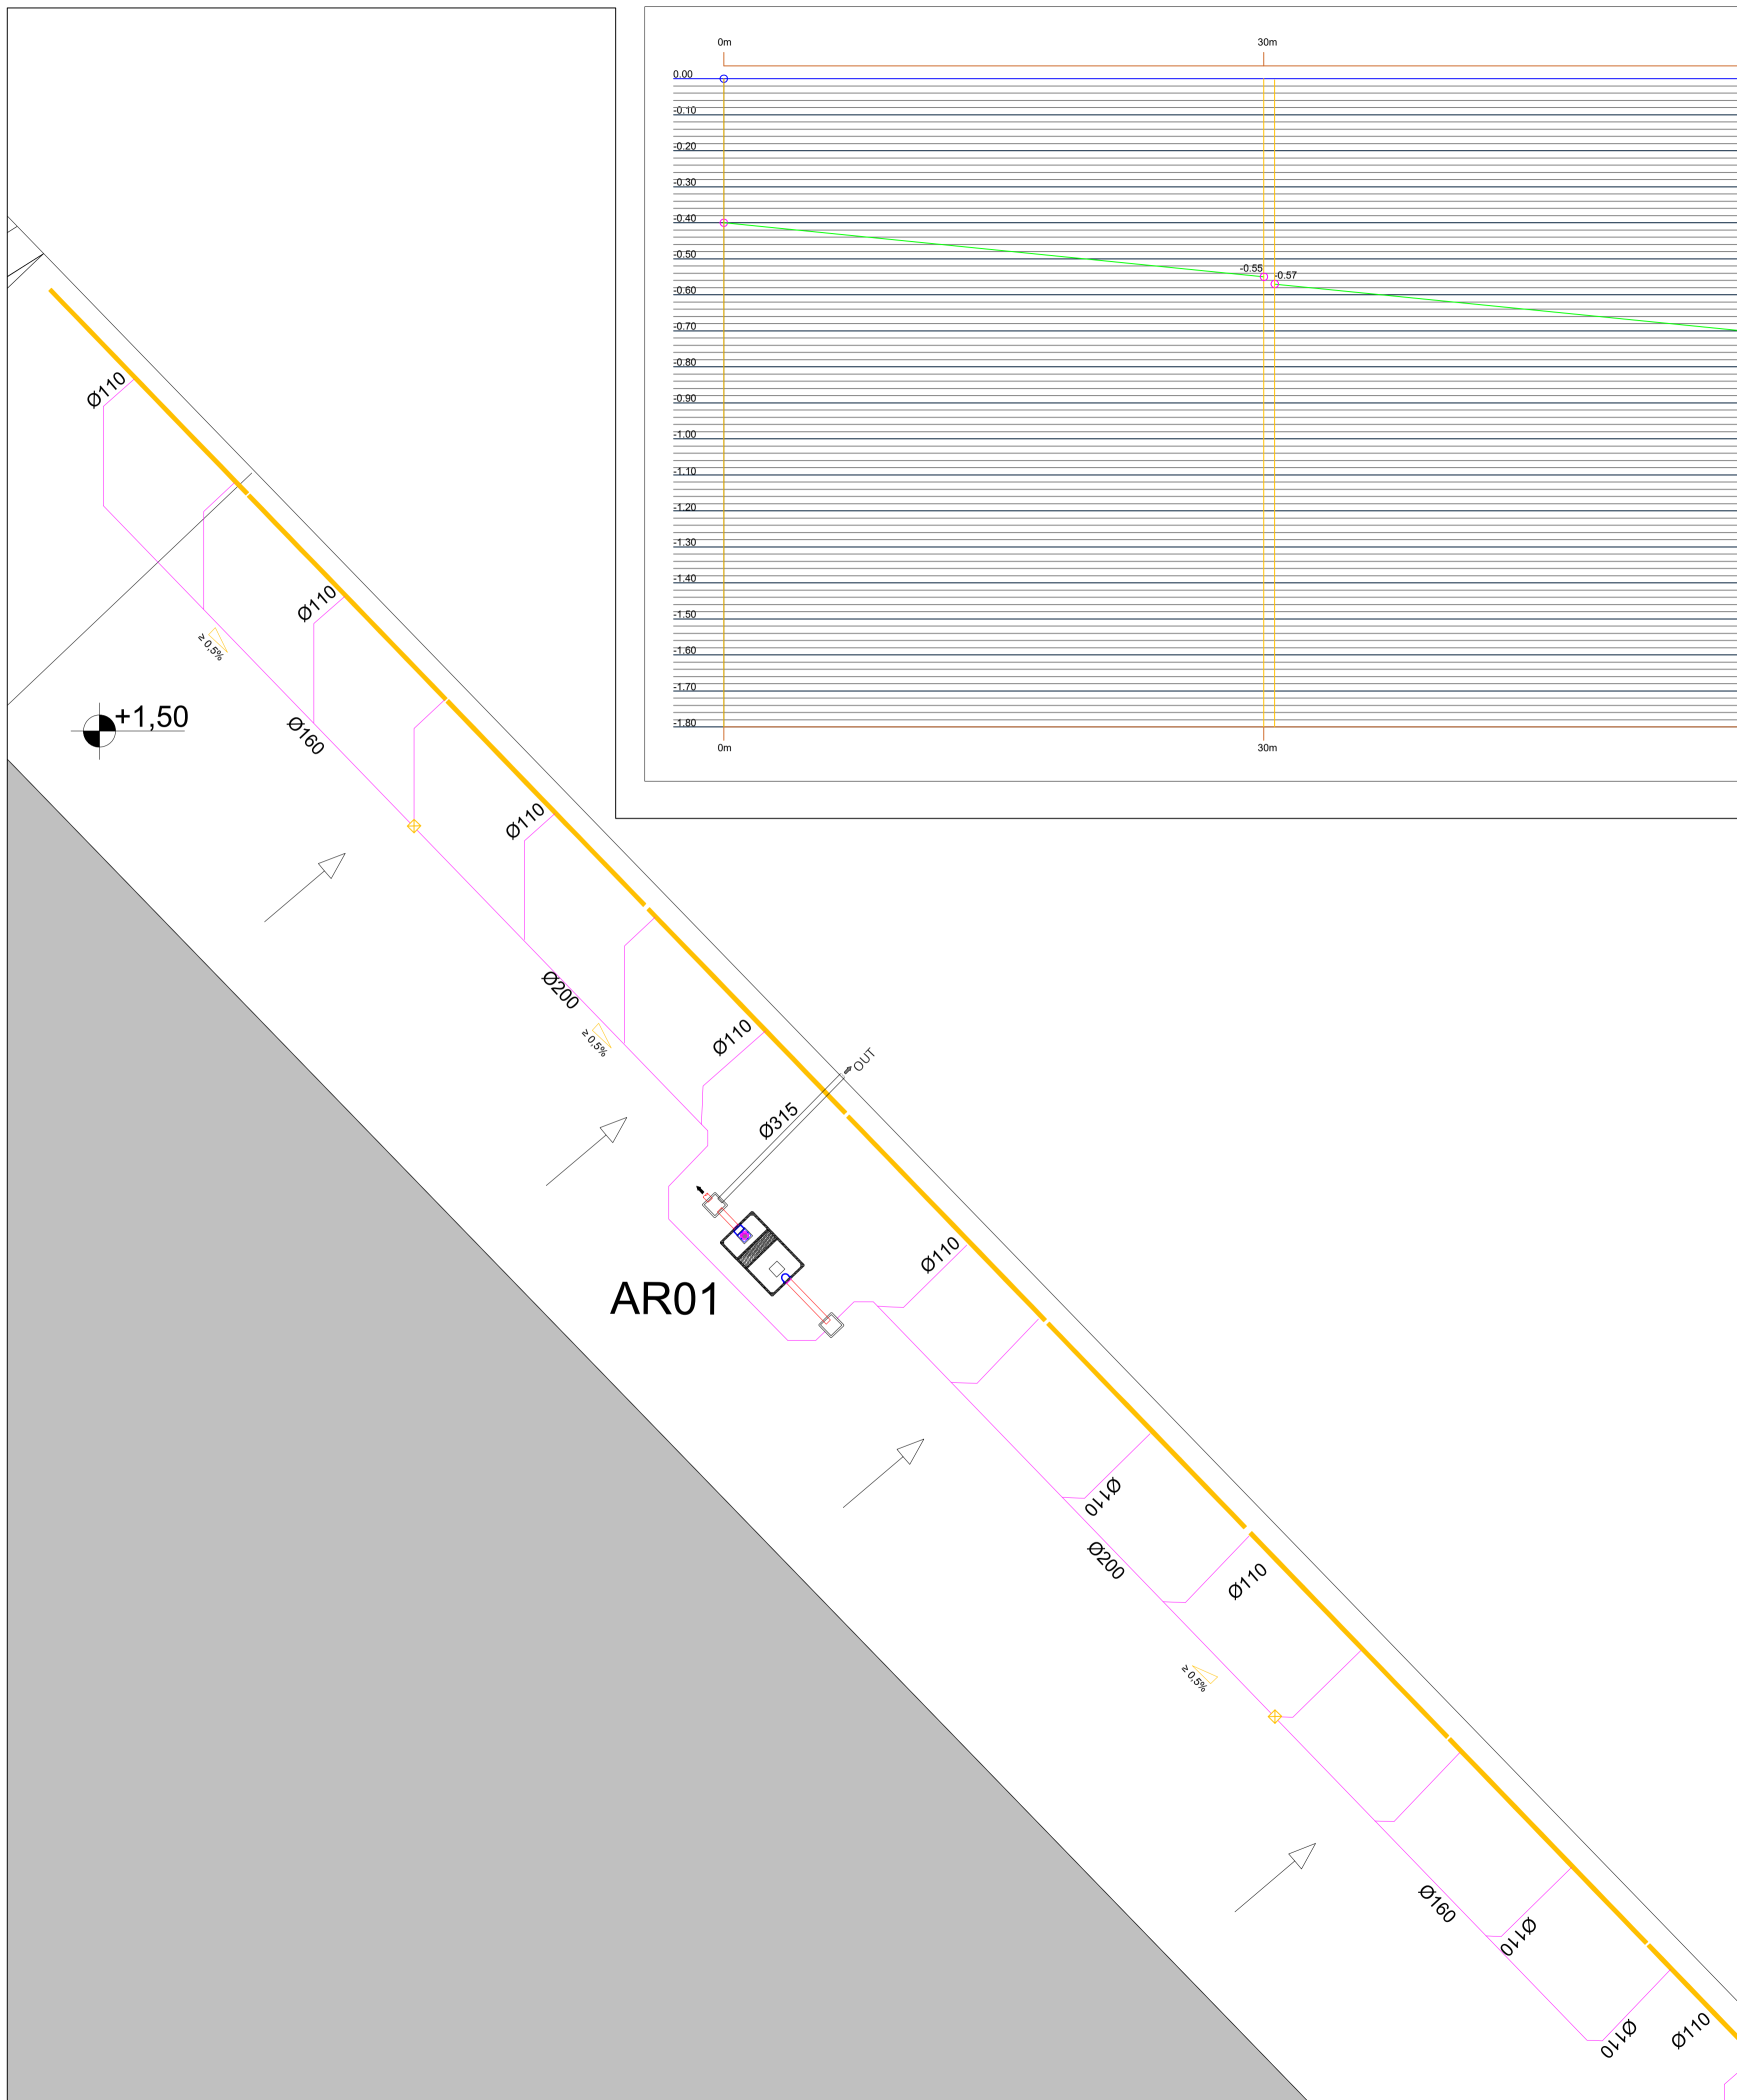 0m
30m
0.00
-0.10
-0.20
-0.30
-0.40
-0.50
-0.55
-0.57
-0.60
-0.70
-0.80
-0.90
-1.00
-1.10
-1.20
-1.30
-1.40
-1.50
-1.60
-1.70
-1.80
0m
30m
Ø110
Ø110
≥ 0,5%
+1,50
Ø160
Ø110
Ø200
≥ 0,5%
Ø110
OUT
Ø315
Ø110
AR01
Ø110
Ø200
Ø110
≥ 0,5%
Ø160
Ø110
Ø110
Ø110